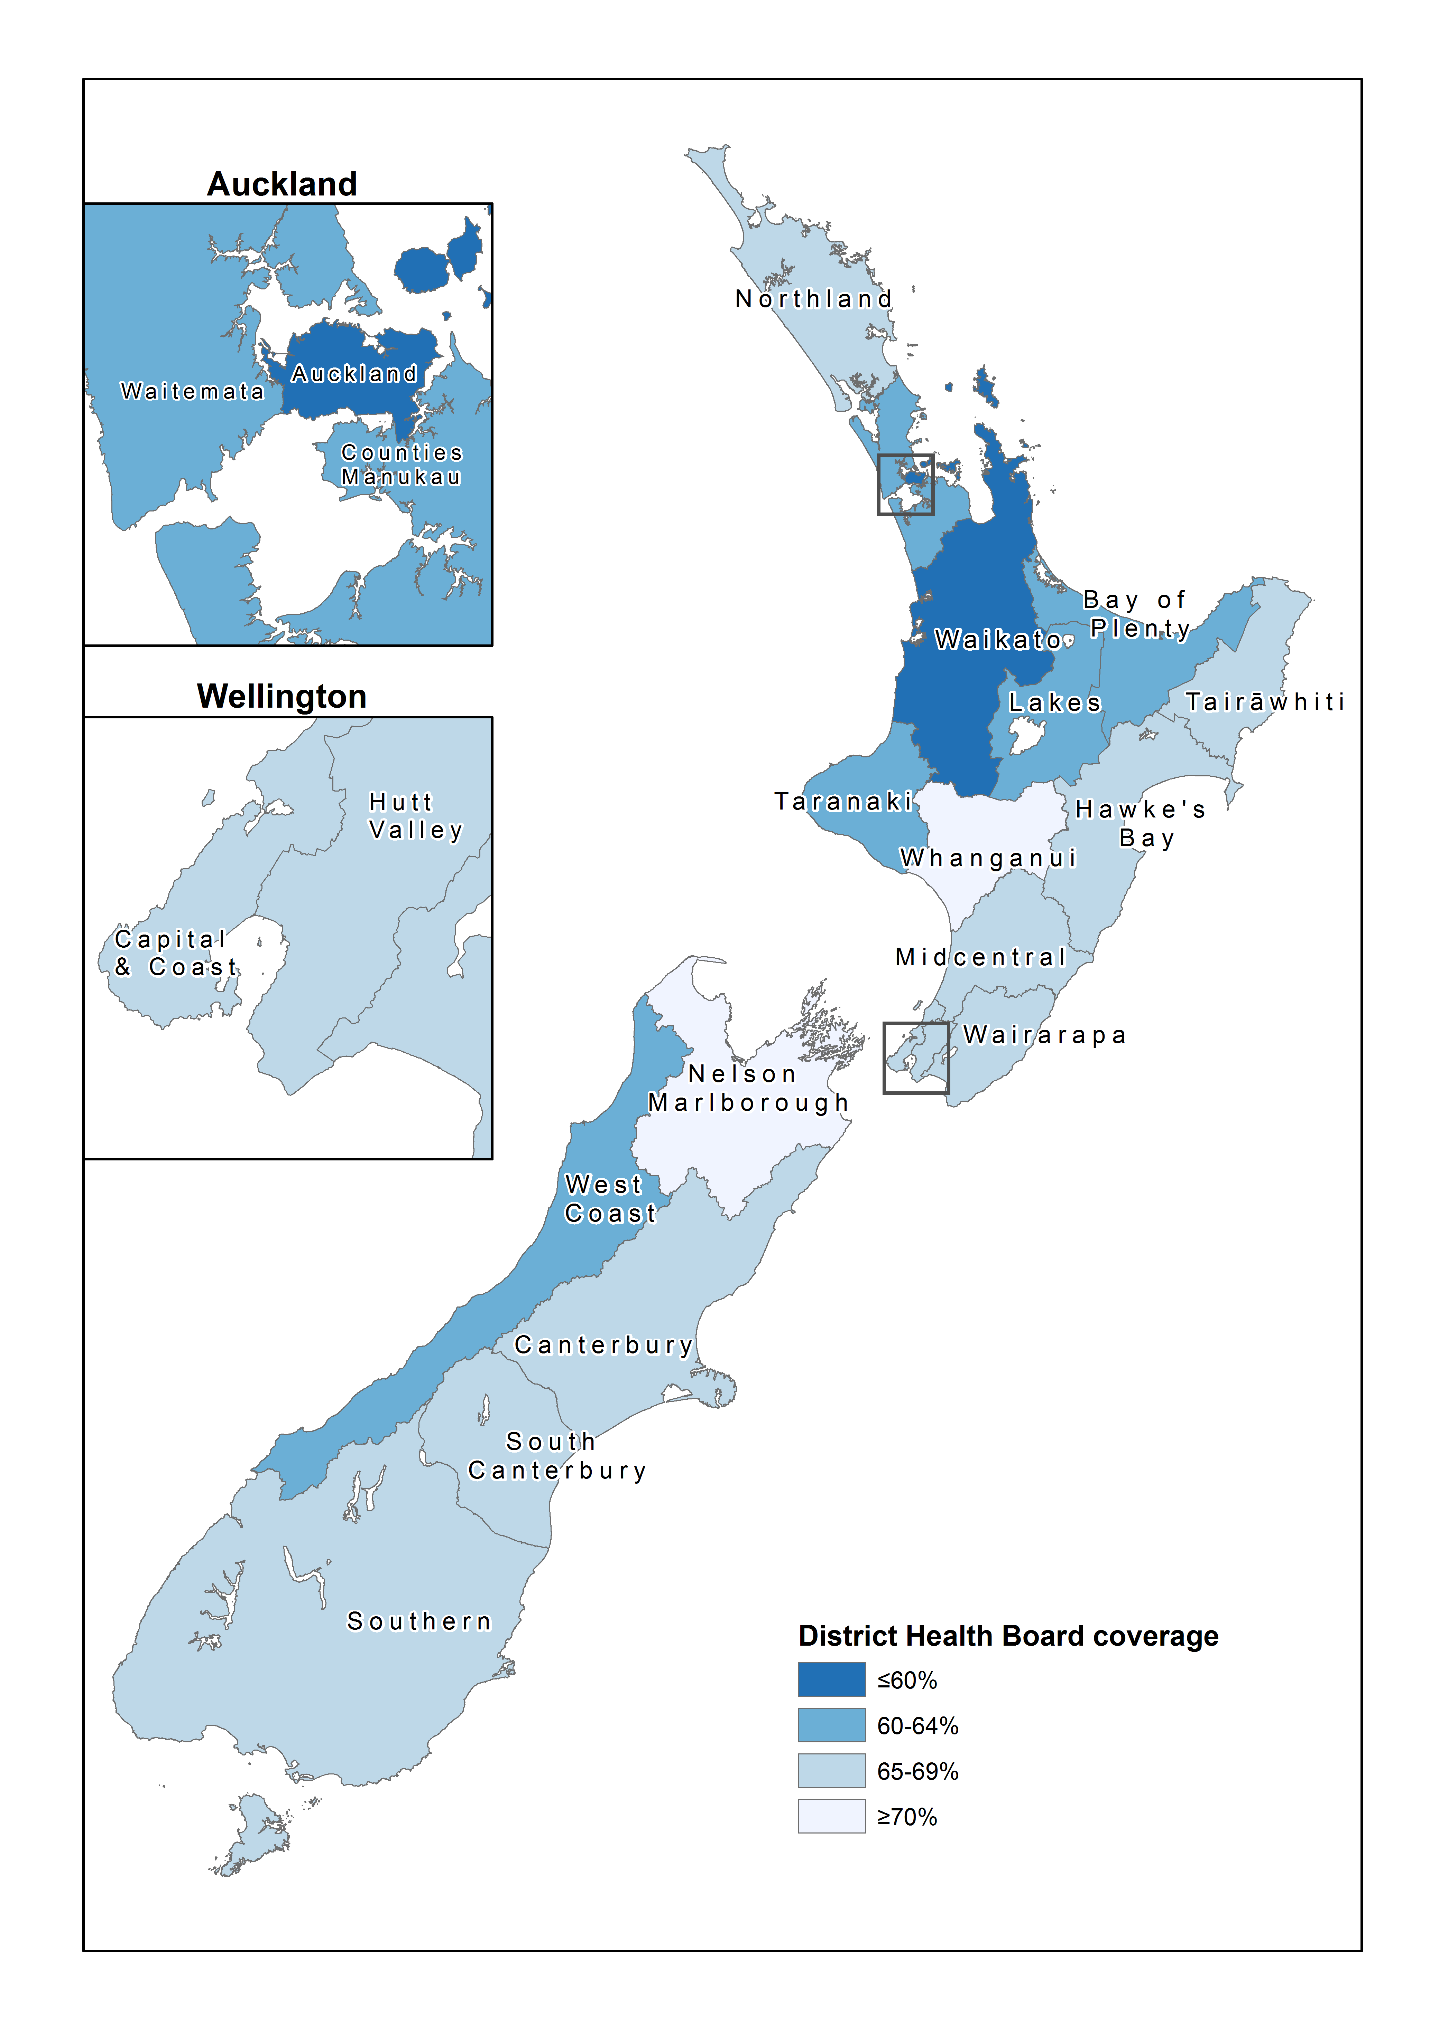 Auckland
Waitemata
Auckland
Counties
Manukau
Wellington
Hutt
Valley
Capital
& Coast
Northland
Bay of
Plenty
Waikato
Lakes
Tairāwhiti
Taranaki
Hawke's
Bay
Whanganui
Midcentral
Wairarapa
Nelson
Marlborough
West
Coast
Canterbury
South
Canterbury
Southern
District Health Board coverage
≤60%
60-64%
65-69%
≥70%